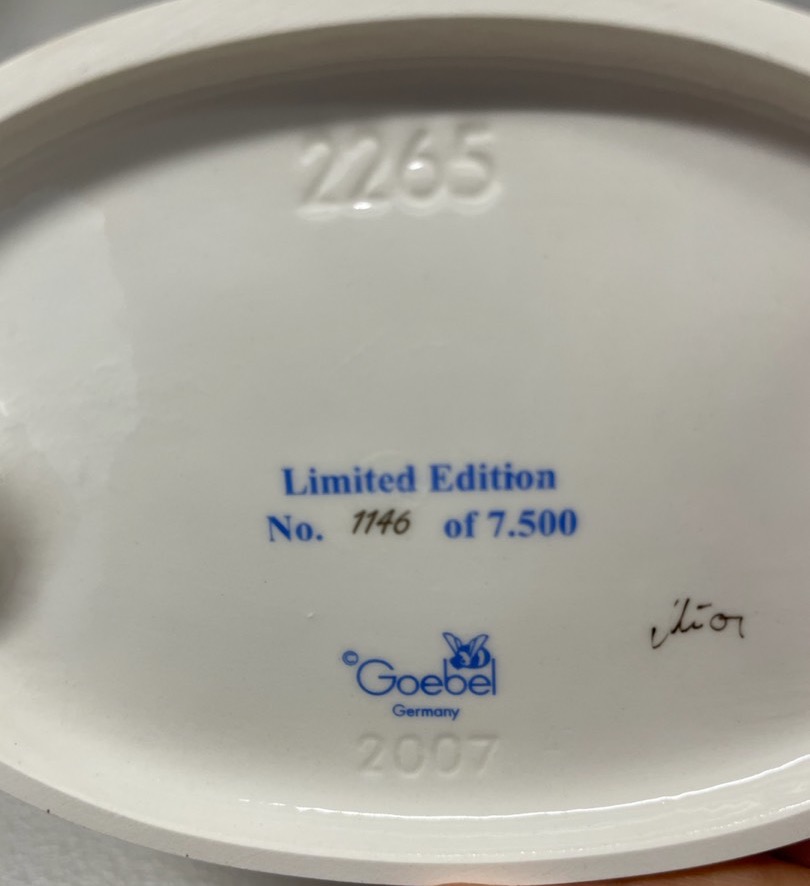 2265
Limited Edition
No. 1146 of 7.500
© Goebel
Germany
2007